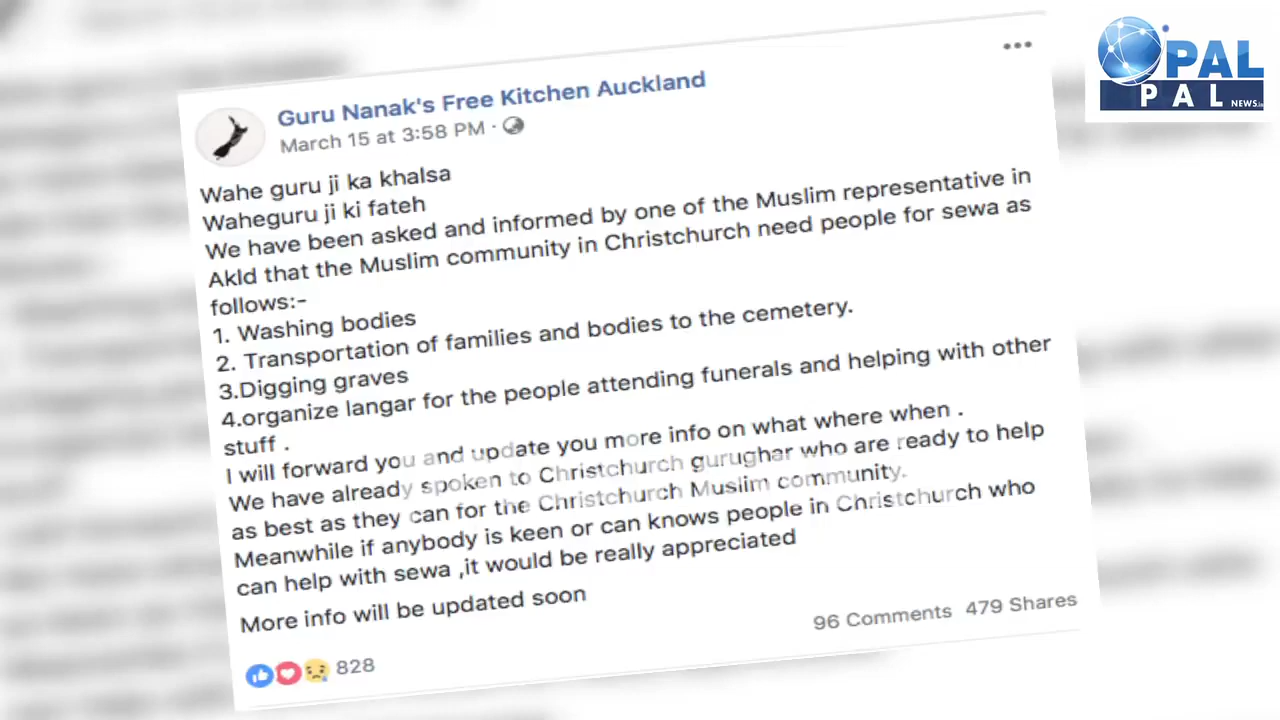 PAL
PAL NEWS.in
Guru Nanak's Free Kitchen Auckland
March 15 at 3:58 PM ·
Wahe guru ji ka khalsa
Waheguru ji ki fateh
We have been asked and informed by one of the Muslim representative in
Akld that the Muslim community in Christchurch need people for sewa as
follows:-
1. Washing bodies
2. Transportation of families and bodies to the cemetery.
3.Digging graves
4.organize langar for the people attending funerals and helping with other
stuff .
I will forward you and update you more info on what where when .
We have already spoken to Christchurch gurughar who are ready to help
as best as they can for the Christchurch Muslim community.
Meanwhile if anybody is keen or can knows people in Christchurch who
can help with sewa ,it would be really appreciated
More info will be updated soon
96 Comments 479 Shares
828